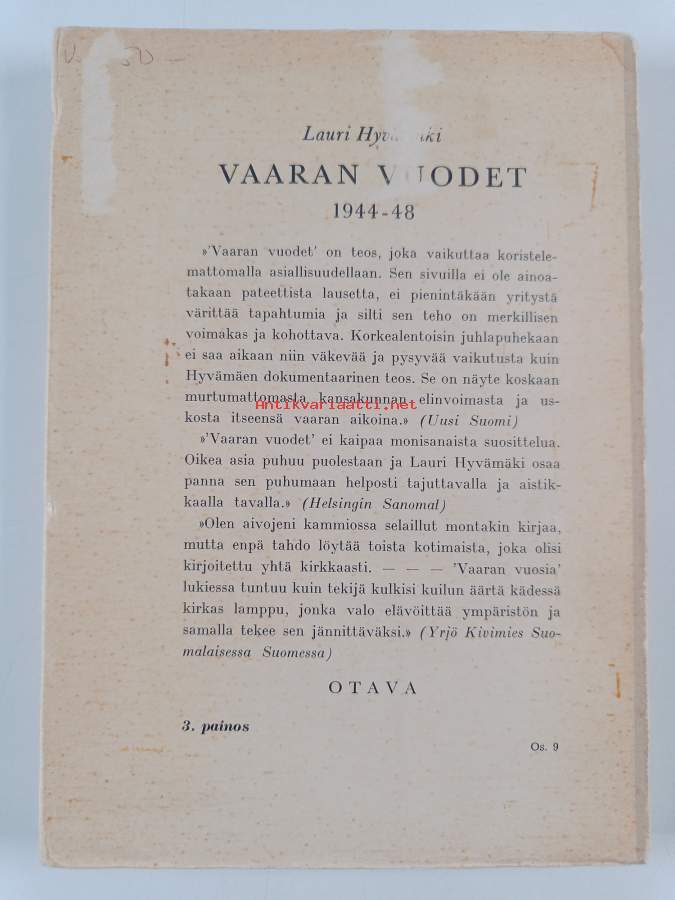 Lauri
VAARAN VUODET
1944-48
»'Vaaran vuodet' on teos, joka vaikuttaa koristele-
mattomalla asiallisuudellaan. Sen sivuilla ei ole ainoa-
takaan pateettista lausetta, ei pienintäkään yritystä
värittää tapahtumia ja silti sen teho on merkillisen
voimakas ja kohottava. Korkealentoisin juhlapuhekaan
ei saa aikaan niin väkevää ja pysyvää vaikutusta kuin
Hyvämäen dokumentaarinen teos. Se on näyte koskaan
murtumattomasta kansakunnan elinvoimasta ja us-
Antikvariaatti.net
kosta itseensä vaaran aikoina.» (Uusi Suomi)
»'Vaaran vuodet' ei kaipaa monisanaista suosittelua.
Oikea asia puhuu puolestaan ja Lauri Hyvämäki osaa
panna sen puhumaan helposti tajuttavalla ja aistik-
kaalla tavalla.» (Helsingin Sanomat)
»Olen aivojeni kammiossa selaillut montakin kirjaa,
mutta enpä tahdo löytää toista kotimaista, joka olisi
kirjoitettu yhtä kirkkaasti. — — — 'Vaaran vuosia'
lukiessa tuntuu kuin tekijä kulkisi kuilun äärtä kädessä
kirkas lamppu, jonka valo elävöittää ympäristön ja
samalla tekee sen jännittäväksi.» (Yrjö Kivimies Suo-
malaisessa Suomessa)
OTAVA
3. painos
Os. 9